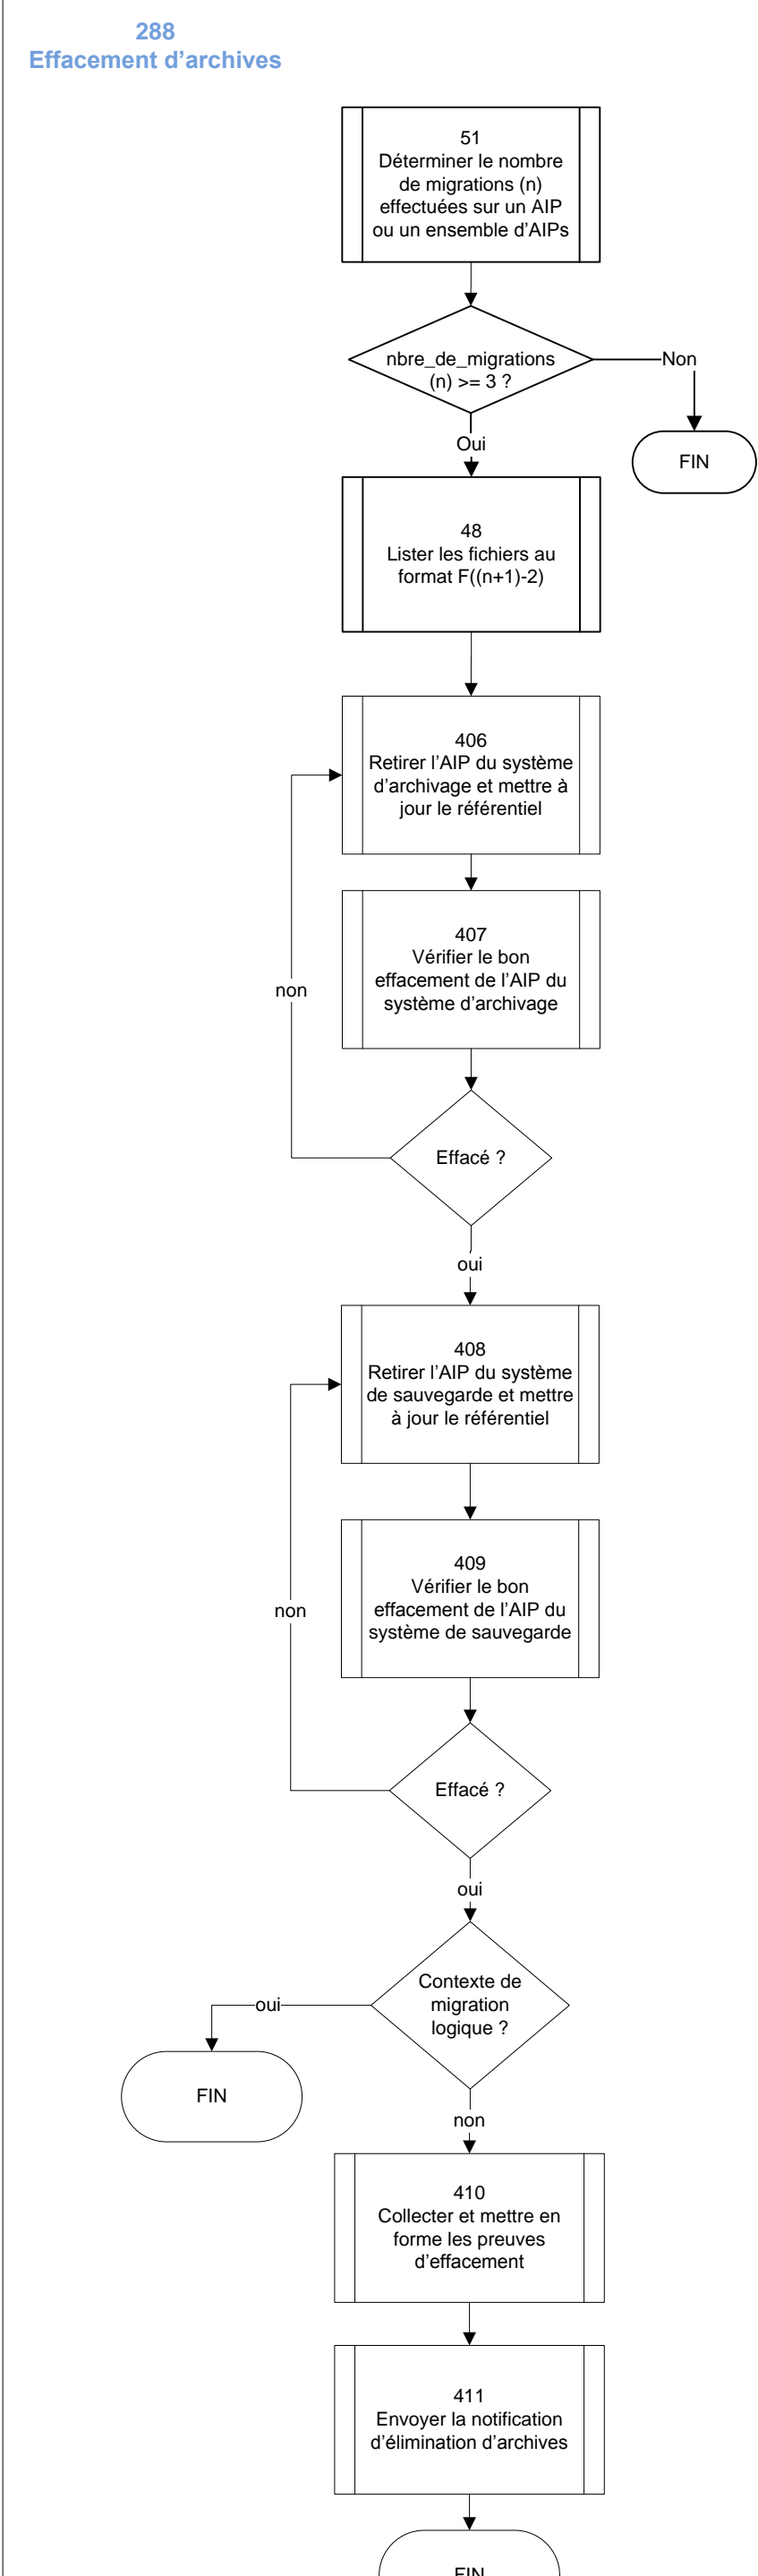 288
Effacement d'archives
51
Déterminer le nombre
de migrations (n)
effectuées sur un AIP
ou un ensemble d'AIPs
nbre_de_migrations
(n) >= 3 ?
Non
Oui
FIN
48
Lister les fichiers au
format F((n+1)-2)
406
Retirer l'AIP du système
d'archivage et mettre à
jour le référentiel
407
Vérifier le bon
effacement de l'AIP du
système d'archivage
non
Effacé ?
oui
408
Retirer l'AIP du système
de sauvegarde et mettre
à jour le référentiel
409
Vérifier le bon
effacement de l'AIP du
système de sauvegarde
non
Effacé ?
oui
Contexte de
migration
logique ?
oui
FIN
non
410
Collecter et mettre en
forme les preuves
d'effacement
411
Envoyer la notification
d'élimination d'archives
FIN